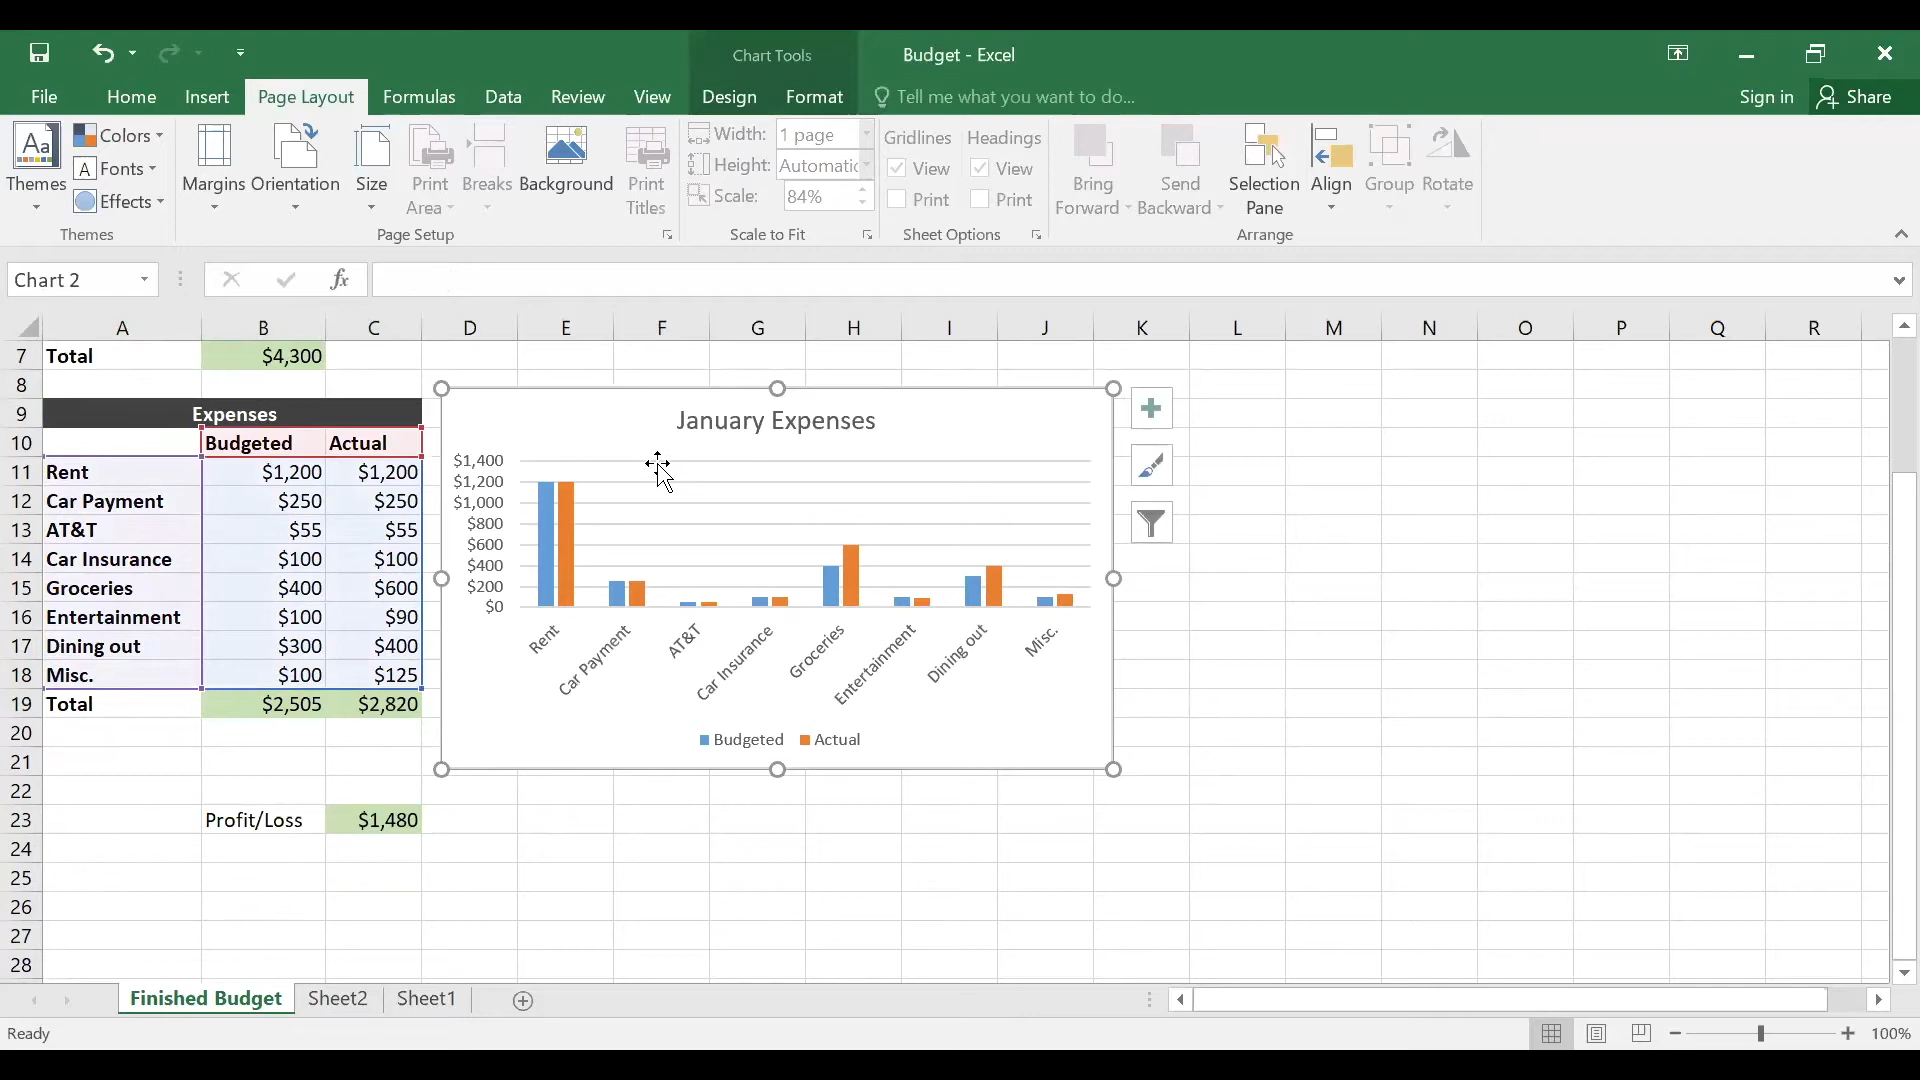 Chart Tools
Budget - Excel
File Home Insert Page Layout Formulas Data Review View Design Format Tell me what you want to do... Sign in Share
Aa Themes
Colors
Fonts
Effects
Themes
Margins Orientation Size Print Area Breaks Background Print Titles
Page Setup
Width: 1 page
Height: Automatic
Scale: 84%
Scale to Fit
Gridlines Headings
View View
Print Print
Sheet Options
Bring Forward Send Backward Selection Pane Align Group Rotate
Arrange
Chart 2 fx
A B C D E F G H I J K L M N O P Q R
7 Total $4,300
8
9 Expenses
10 Budgeted Actual
11 Rent $1,200 $1,200
12 Car Payment $250 $250
13 AT&T $55 $55
14 Car Insurance $100 $100
15 Groceries $400 $600
16 Entertainment $100 $90
17 Dining out $300 $400
18 Misc. $100 $125
19 Total $2,505 $2,820
20
21
22
23 Profit/Loss $1,480
24
25
26
27
28
January Expenses
$1,400
$1,200
$1,000
$800
$600
$400
$200
$0
Rent Car Payment AT&T Car Insurance Groceries Entertainment Dining out Misc.
Budgeted Actual
Finished Budget Sheet2 Sheet1
Ready 100%